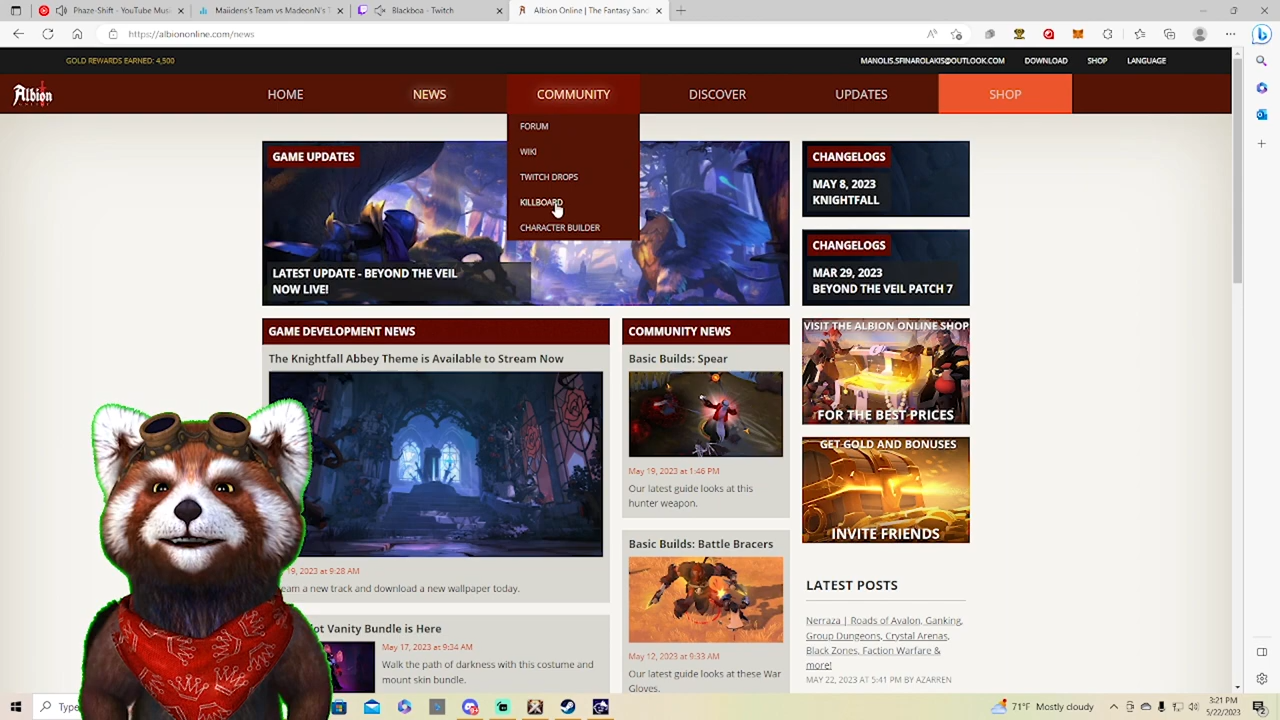 Phaze-Shift - YouTube Mus
Maiidens's Team vs MadeonN's T
Blackboa - Twitch
Albion Online | The Fantasy Sand
https://albiononline.com/news
GOLD REWARDS EARNED: 4,500
MANOLIS.SFINAROLAKIS@OUTLOOK.COM
DOWNLOAD
SHOP
LANGUAGE
Albion
ONLINE
HOME
NEWS
COMMUNITY
DISCOVER
UPDATES
SHOP
FORUM
WIKI
TWITCH DROPS
KILLBOARD
CHARACTER BUILDER
GAME UPDATES
LATEST UPDATE - BEYOND THE VEIL
NOW LIVE!
CHANGELOGS
MAY 8, 2023
KNIGHTFALL
CHANGELOGS
MAR 29, 2023
BEYOND THE VEIL PATCH 7
GAME DEVELOPMENT NEWS
The Knightfall Abbey Theme is Available to Stream Now
19, 2023 at 9:28 AM
eam a new track and download a new wallpaper today.
ot Vanity Bundle is Here
May 17, 2023 at 9:34 AM
Walk the path of darkness with this costume and
mount skin bundle.
COMMUNITY NEWS
Basic Builds: Spear
May 19, 2023 at 1:46 PM
Our latest guide looks at this
hunter weapon.
Basic Builds: Battle Bracers
May 12, 2023 at 9:33 AM
Our latest guide looks at these War
Gloves.
VISIT THE ALBION ONLINE SHOP
FOR THE BEST PRICES
GET GOLD AND BONUSES
INVITE FRIENDS
LATEST POSTS
Nerraza | Roads of Avalon, Ganking,
Group Dungeons, Crystal Arenas,
Black Zones, Faction Warfare &
more!
MAY 22, 2023 AT 5:41 PM BY AZARREN
Type
71°F Mostly cloudy
3:21 PM
5/22/2023